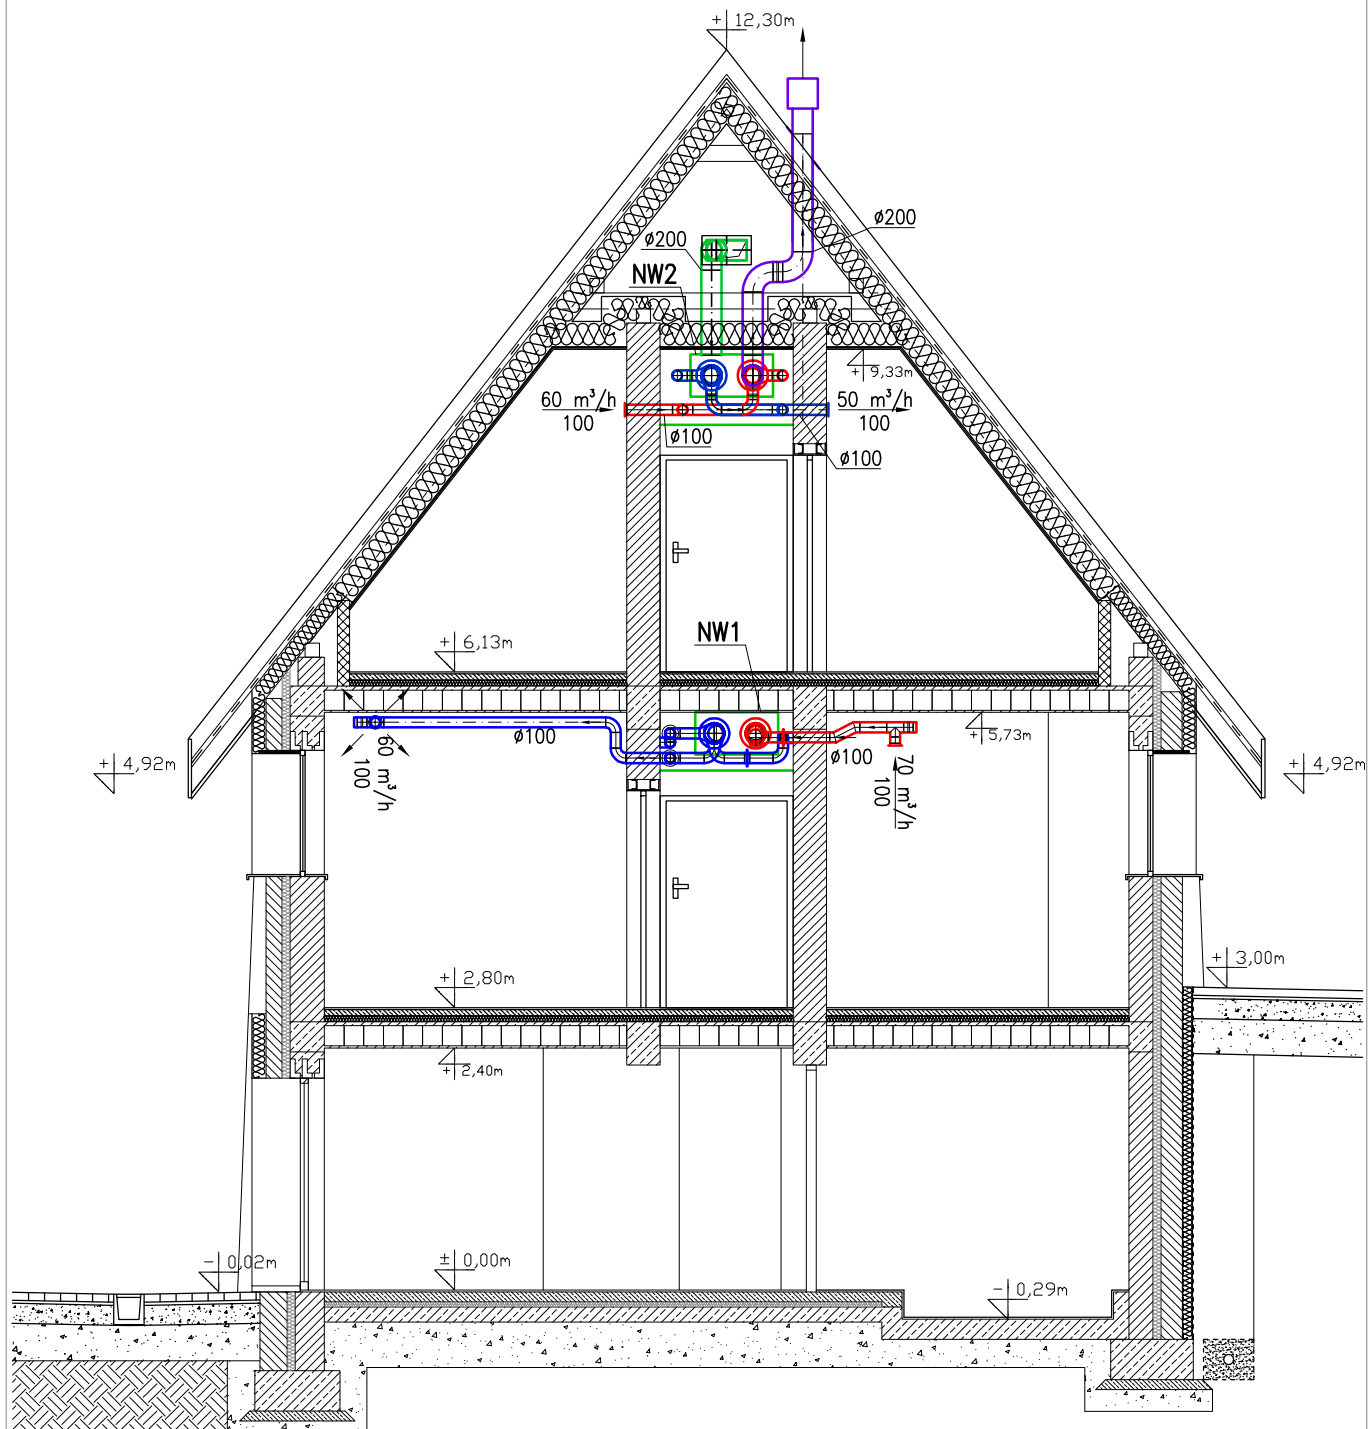 + 12,30m
ø200
ø200
NW2
+ 9,33m
60 m³/h
100
50 m³/h
100
ø100
ø100
NW1
+ 6,13m
+ 5,73m
ø100
ø100
+ 4,92m
+ 4,92m
60 m³/h
100
70 m³/h
100
+ 3,00m
+ 2,80m
+ 2,40m
- 0,02m
± 0,00m
- 0,29m